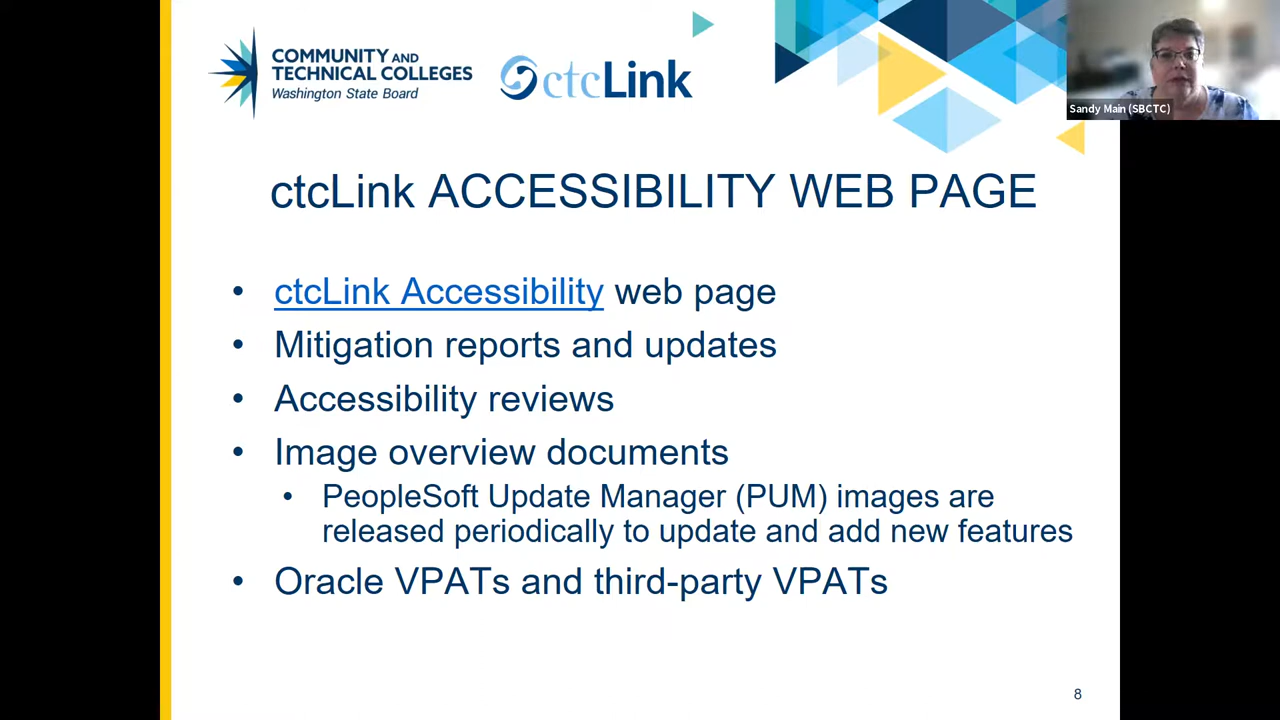 COMMUNITY AND
TECHNICAL COLLEGES
Washington State Board
ctcLink
Sandy Main (SBCTC)
ctcLink ACCESSIBILITY WEB PAGE
• ctcLink Accessibility web page
• Mitigation reports and updates
• Accessibility reviews
• Image overview documents
• PeopleSoft Update Manager (PUM) images are
released periodically to update and add new features
• Oracle VPATs and third-party VPATs
8